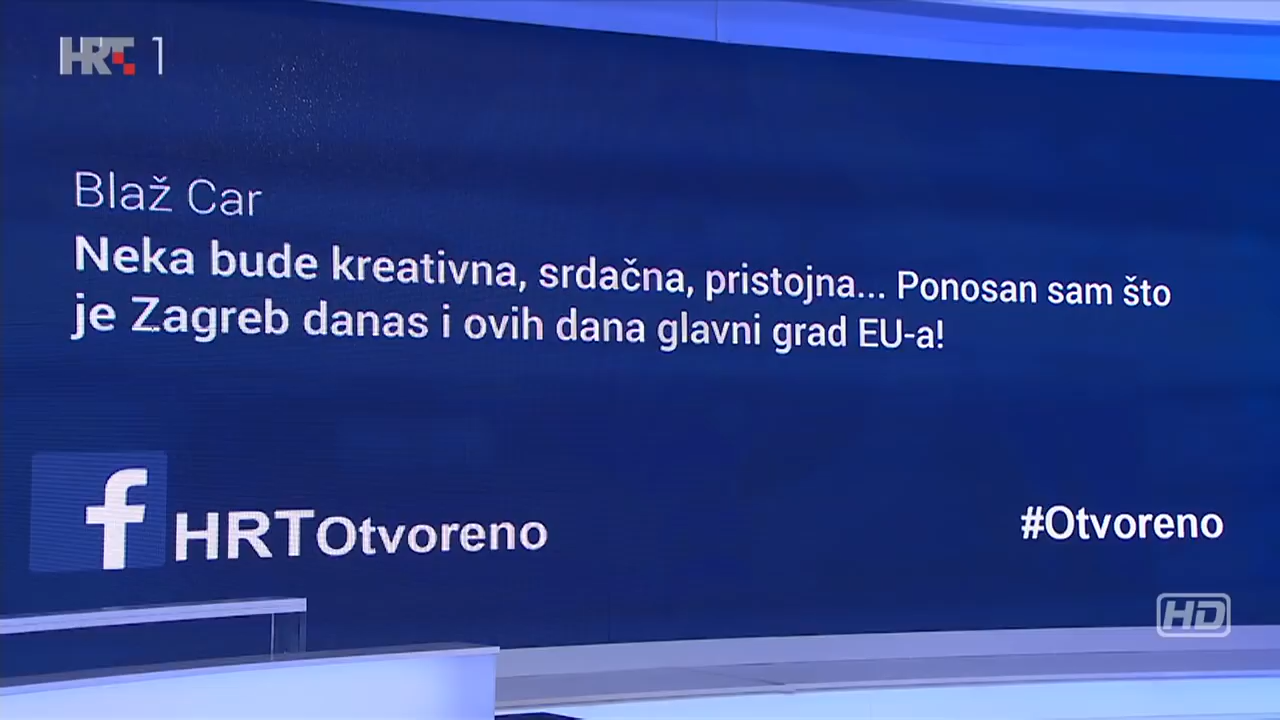 HRT 1
Blaž Car
Neka bude kreativna, srdačna, pristojna... Ponosan sam što
je Zagreb danas i ovih dana glavni grad EU-a!
f HRTOtvoreno
#Otvoreno
HD